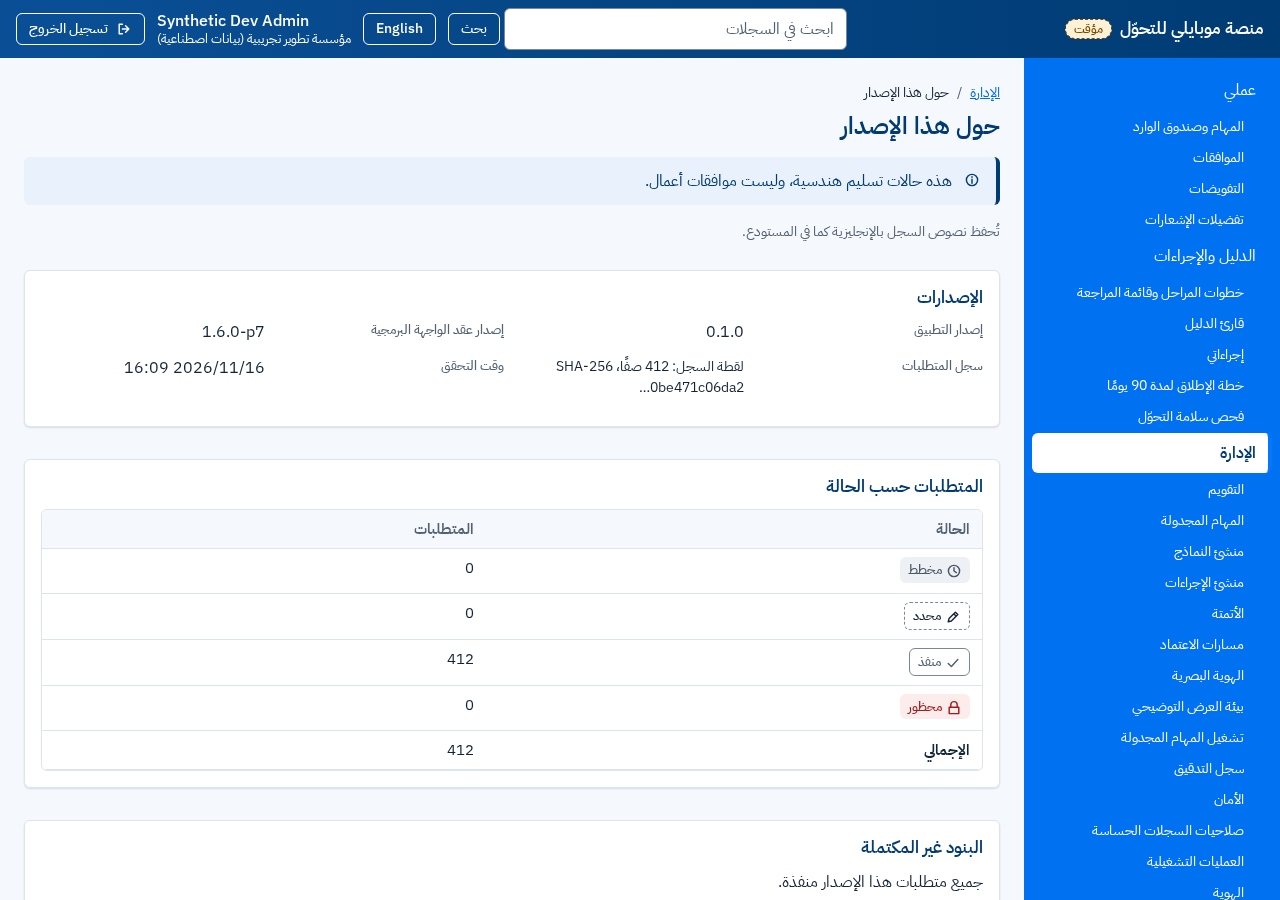 منصة موبايلي للتحوّل
مؤقت
ابحث في السجلات
بحث
English
Synthetic Dev Admin
مؤسسة تطوير تجريبية (بيانات اصطناعية)
تسجيل الخروج
عملي
المهام وصندوق الوارد
الموافقات
التفويضات
تفضيلات الإشعارات
الدليل والإجراءات
خطوات المراحل وقائمة المراجعة
قارئ الدليل
إجراءاتي
خطة الإطلاق لمدة 90 يومًا
فحص سلامة التحوّل
الإدارة
التقويم
المهام المجدولة
منشئ النماذج
منشئ الإجراءات
الأتمتة
مسارات الاعتماد
الهوية البصرية
بيئة العرض التوضيحي
تشغيل المهام المجدولة
سجل التدقيق
الأمان
صلاحيات السجلات الحساسة
العمليات التشغيلية
الهوية
الإدارة / حول هذا الإصدار
حول هذا الإصدار
هذه حالات تسليم هندسية، وليست موافقات أعمال.
تُحفظ نصوص السجل بالإنجليزية كما في المستودع.
الإصدارات
إصدار التطبيق
0.1.0
إصدار عقد الواجهة البرمجية
1.6.0-p7
سجل المتطلبات
لقطة السجل: 412 صفًا، SHA-256
0be471c06da2…
وقت التحقق
16:09 2026/11/16
المتطلبات حسب الحالة
الحالة
المتطلبات
مخطط
0
محدد
0
منفذ
412
محظور
0
الإجمالي
412
البنود غير المكتملة
جميع متطلبات هذا الإصدار منفذة.